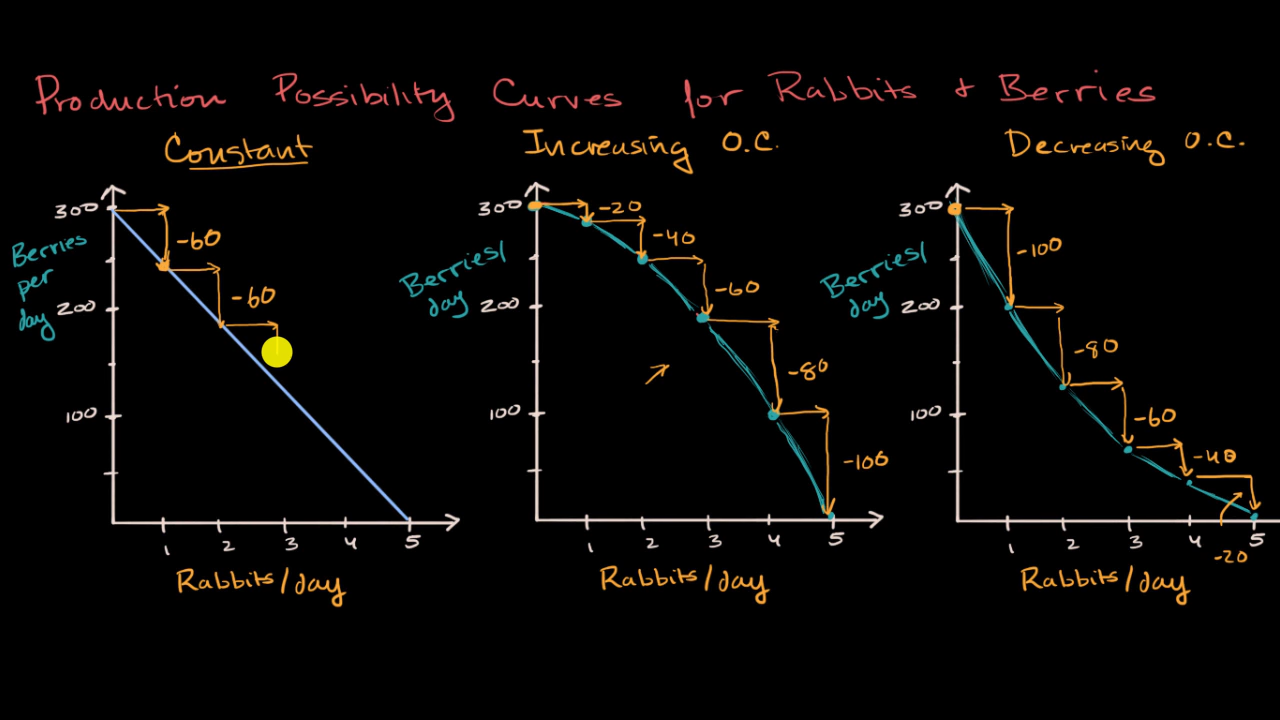 Production Possibility Curves for Rabbits + Berries
Constant
300
Berries per day
-60
-60
200
100
1 2 3 4 5
Rabbits/day
Increasing O.C.
300
Berries/day
-20
-40
-60
200
-80
100
-100
1 2 3 4 5
Rabbits/day
Decreasing O.C.
300
Berries/day
-100
200
-80
-60
100
-40
-20
1 2 3 4 5
Rabbits/day